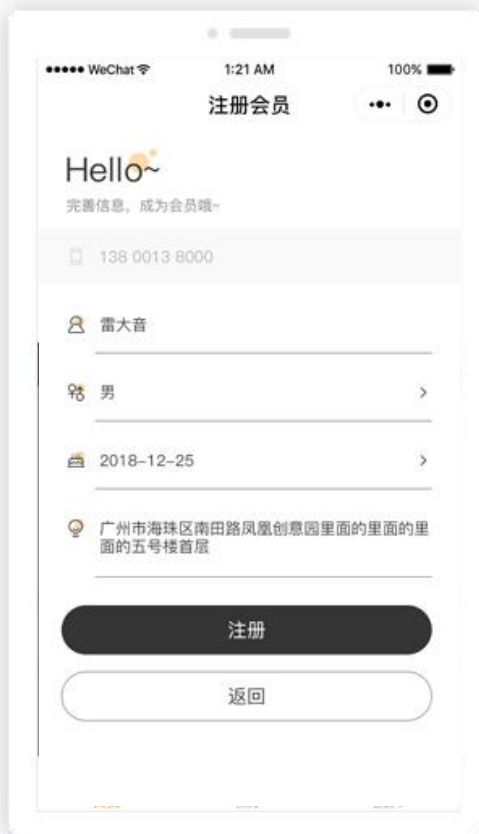 WeChat
1:21 AM
100%
注册会员
Hello~
完善信息，成为会员哦~
138 0013 8000
雷大音
男
2018-12-25
广州市海珠区南田路凤凰创意园里面的里面的里
面的五号楼首层
注册
返回